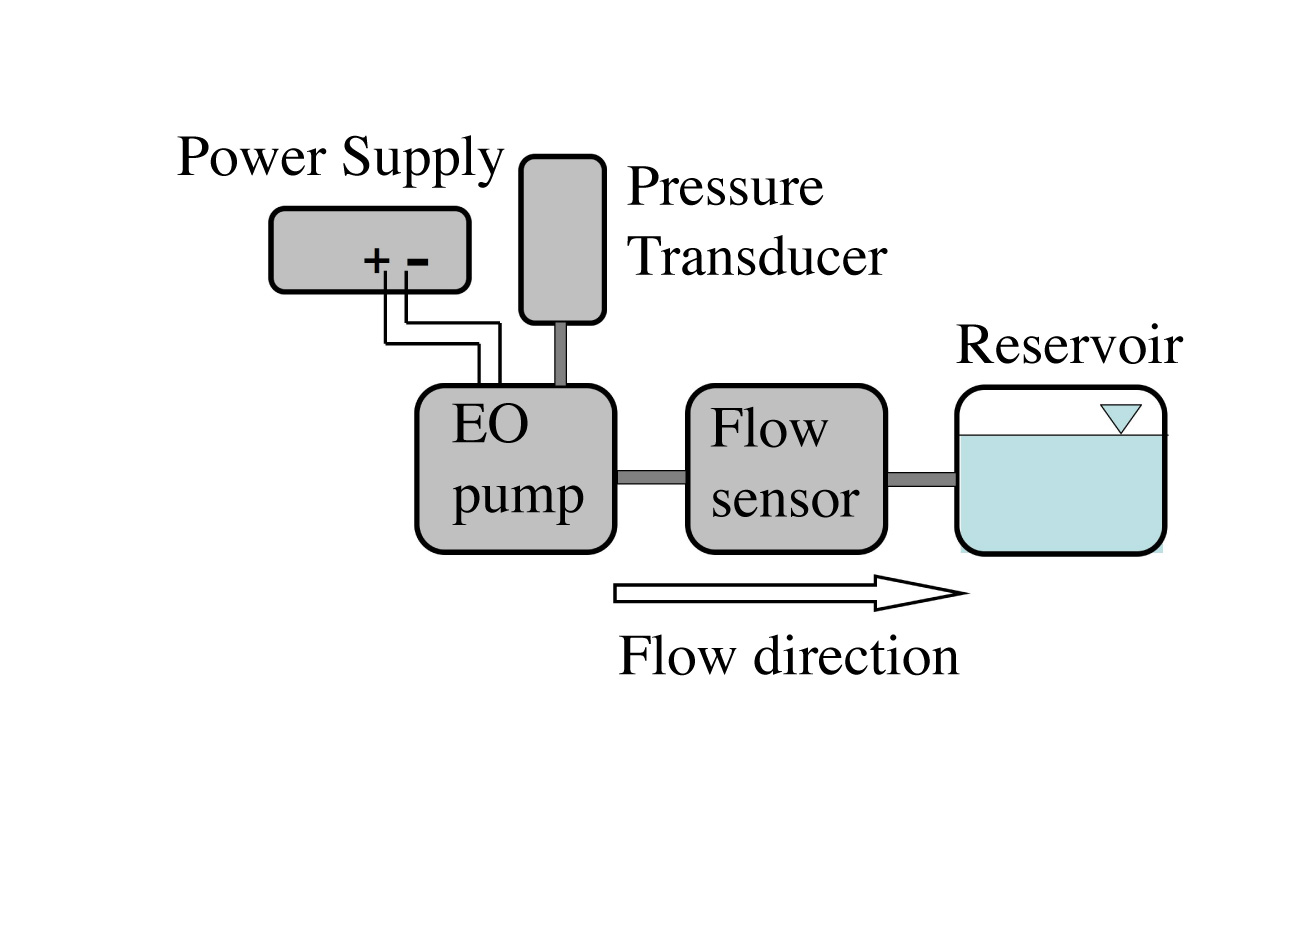 Power Supply
+ -
Pressure
Transducer
Reservoir
EO
pump
Flow
sensor
Flow direction